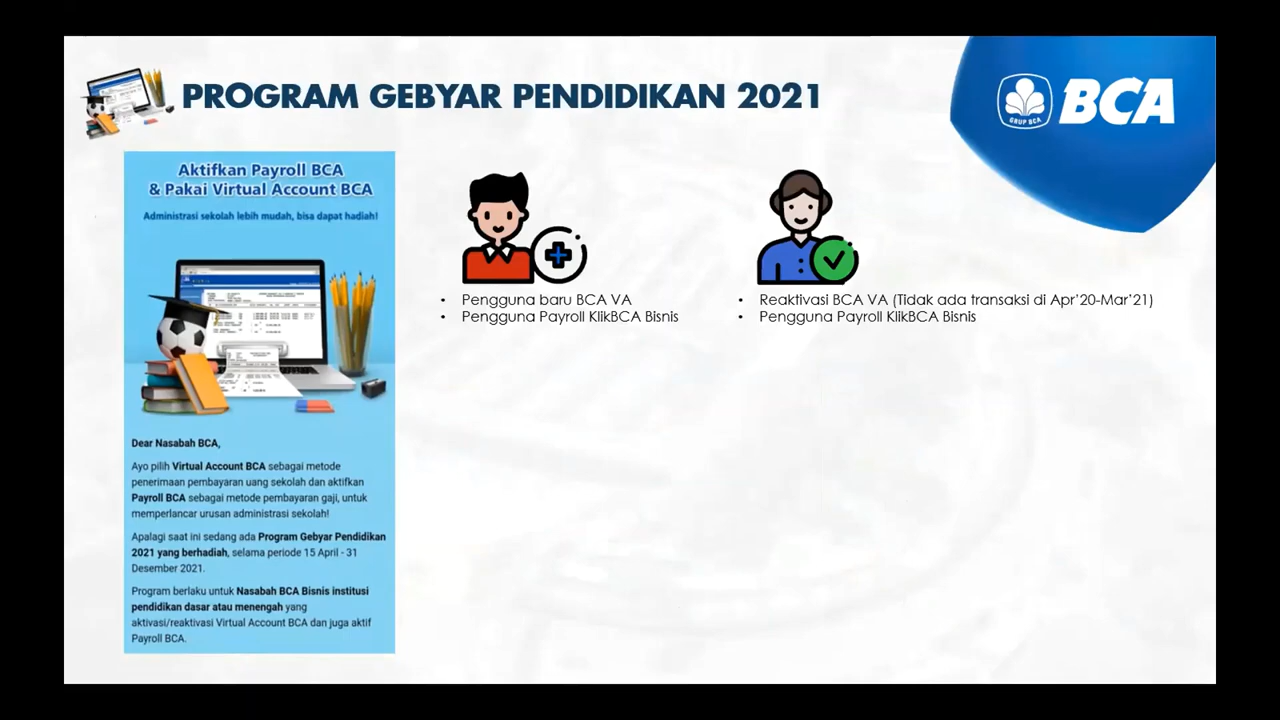 PROGRAM GEBYAR PENDIDIKAN 2021
GRUP BCA
BCA
Aktifkan Payroll BCA
& Pakai Virtual Account BCA
Administrasi sekolah lebih mudah, bisa dapat hadiah!
Dear Nasabah BCA,
Ayo pilih Virtual Account BCA sebagai metode
penerimaan pembayaran uang sekolah dan aktifkan
Payroll BCA sebagai metode pembayaran gaji, untuk
memperlancar urusan administrasi sekolah!
Apalagi saat ini sedang ada Program Gebyar Pendidikan
2021 yang berhadiah, selama periode 15 April - 31
Desember 2021.
Program berlaku untuk Nasabah BCA Bisnis institusi
pendidikan dasar atau menengah yang
aktivasi/reaktivasi Virtual Account BCA dan juga aktif
Payroll BCA.
• Pengguna baru BCA VA
• Pengguna Payroll KlikBCA Bisnis
• Reaktivasi BCA VA (Tidak ada transaksi di Apr'20-Mar'21)
• Pengguna Payroll KlikBCA Bisnis